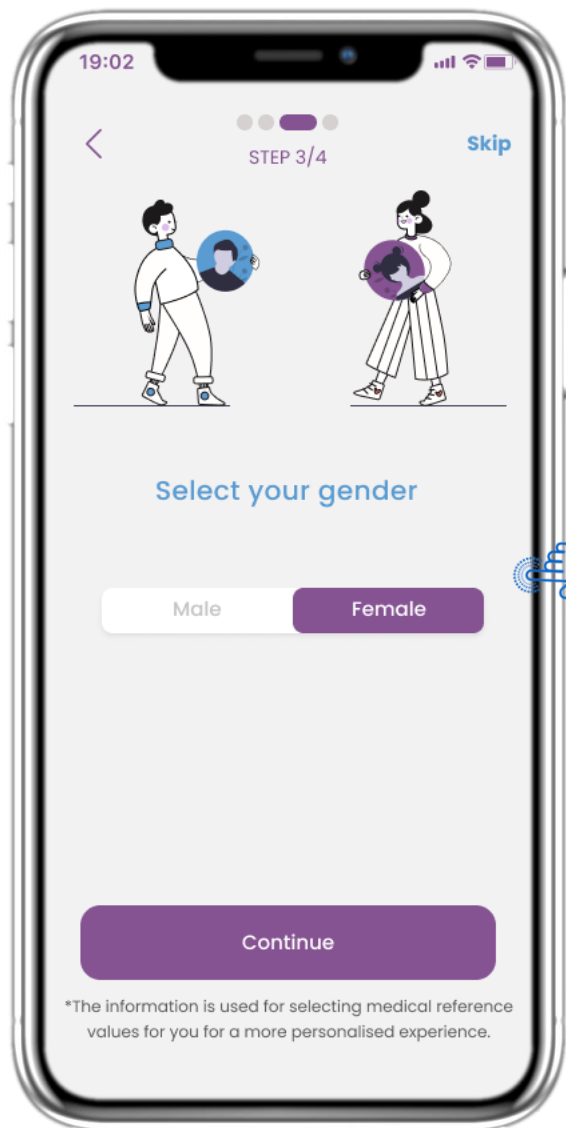 19:02
Skip
STEP 3/4
Select your gender
Male Female
Continue
*The information is used for selecting medical reference
values for you for a more personalised experience.